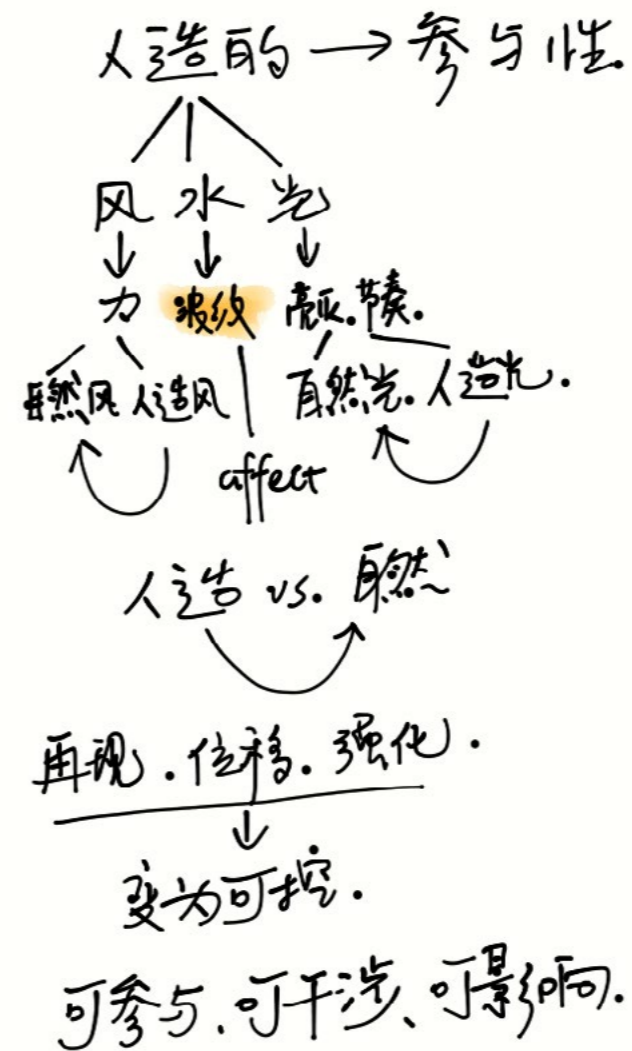 人造的 → 参与性.
风 水 光
力 波纹 亮灰.节奏.
自然风 人造风 自然光.人造光.
affect
人造 vs. 自然
再现.位移.强化.
变为可控.
可参与、可干涉、可影响.